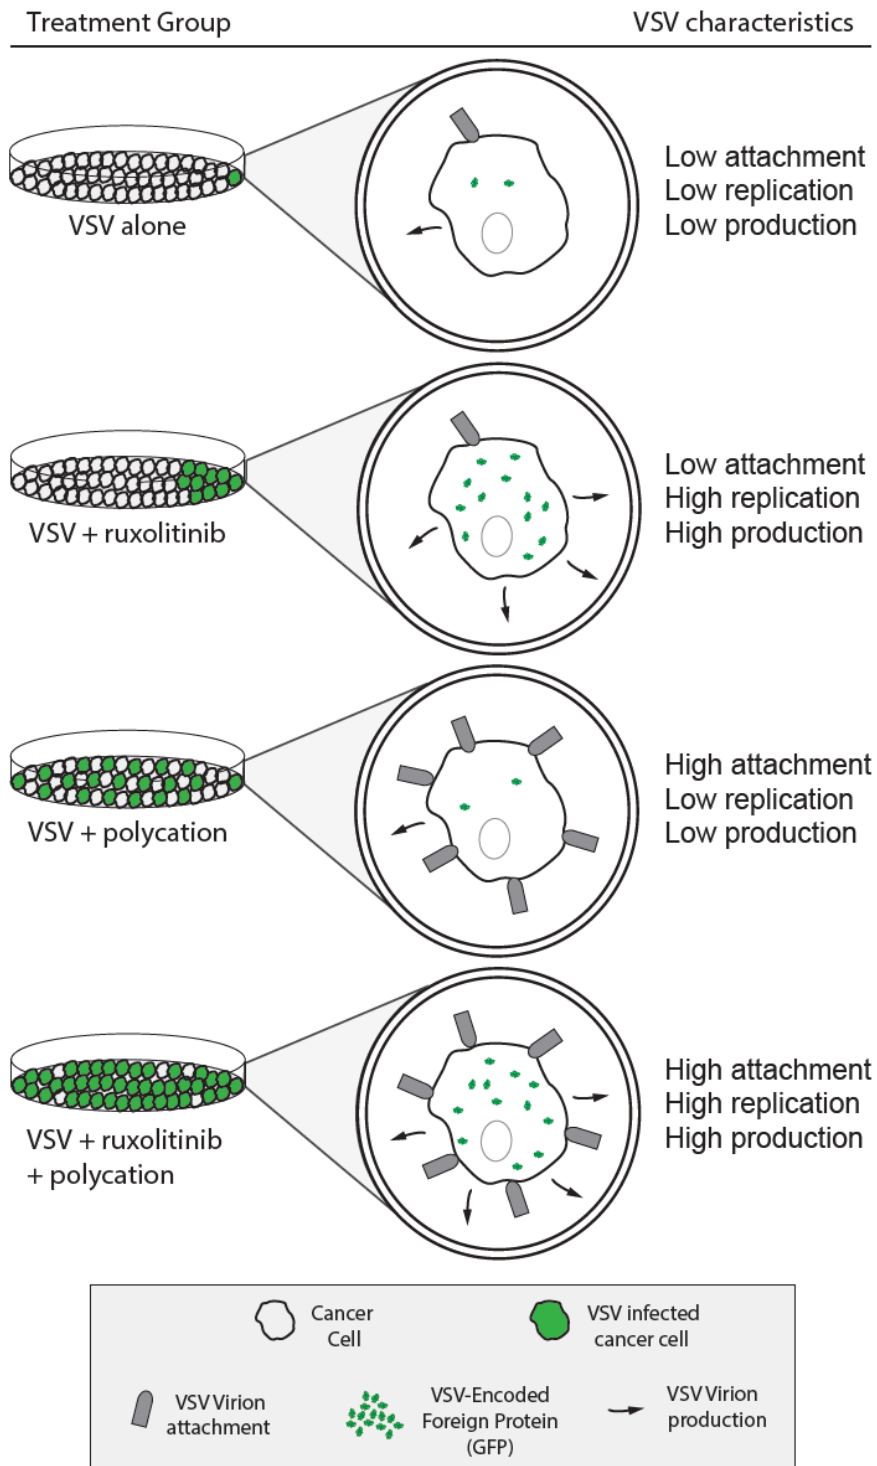 Treatment Group
VSV characteristics
VSV alone
Low attachment
Low replication
Low production
VSV + ruxolitinib
Low attachment
High replication
High production
VSV + polycation
High attachment
Low replication
Low production
VSV + ruxolitinib
+ polycation
High attachment
High replication
High production
Cancer
Cell
VSV infected
cancer cell
VSV Virion
attachment
VSV-Encoded
Foreign Protein
(GFP)
VSV Virion
production